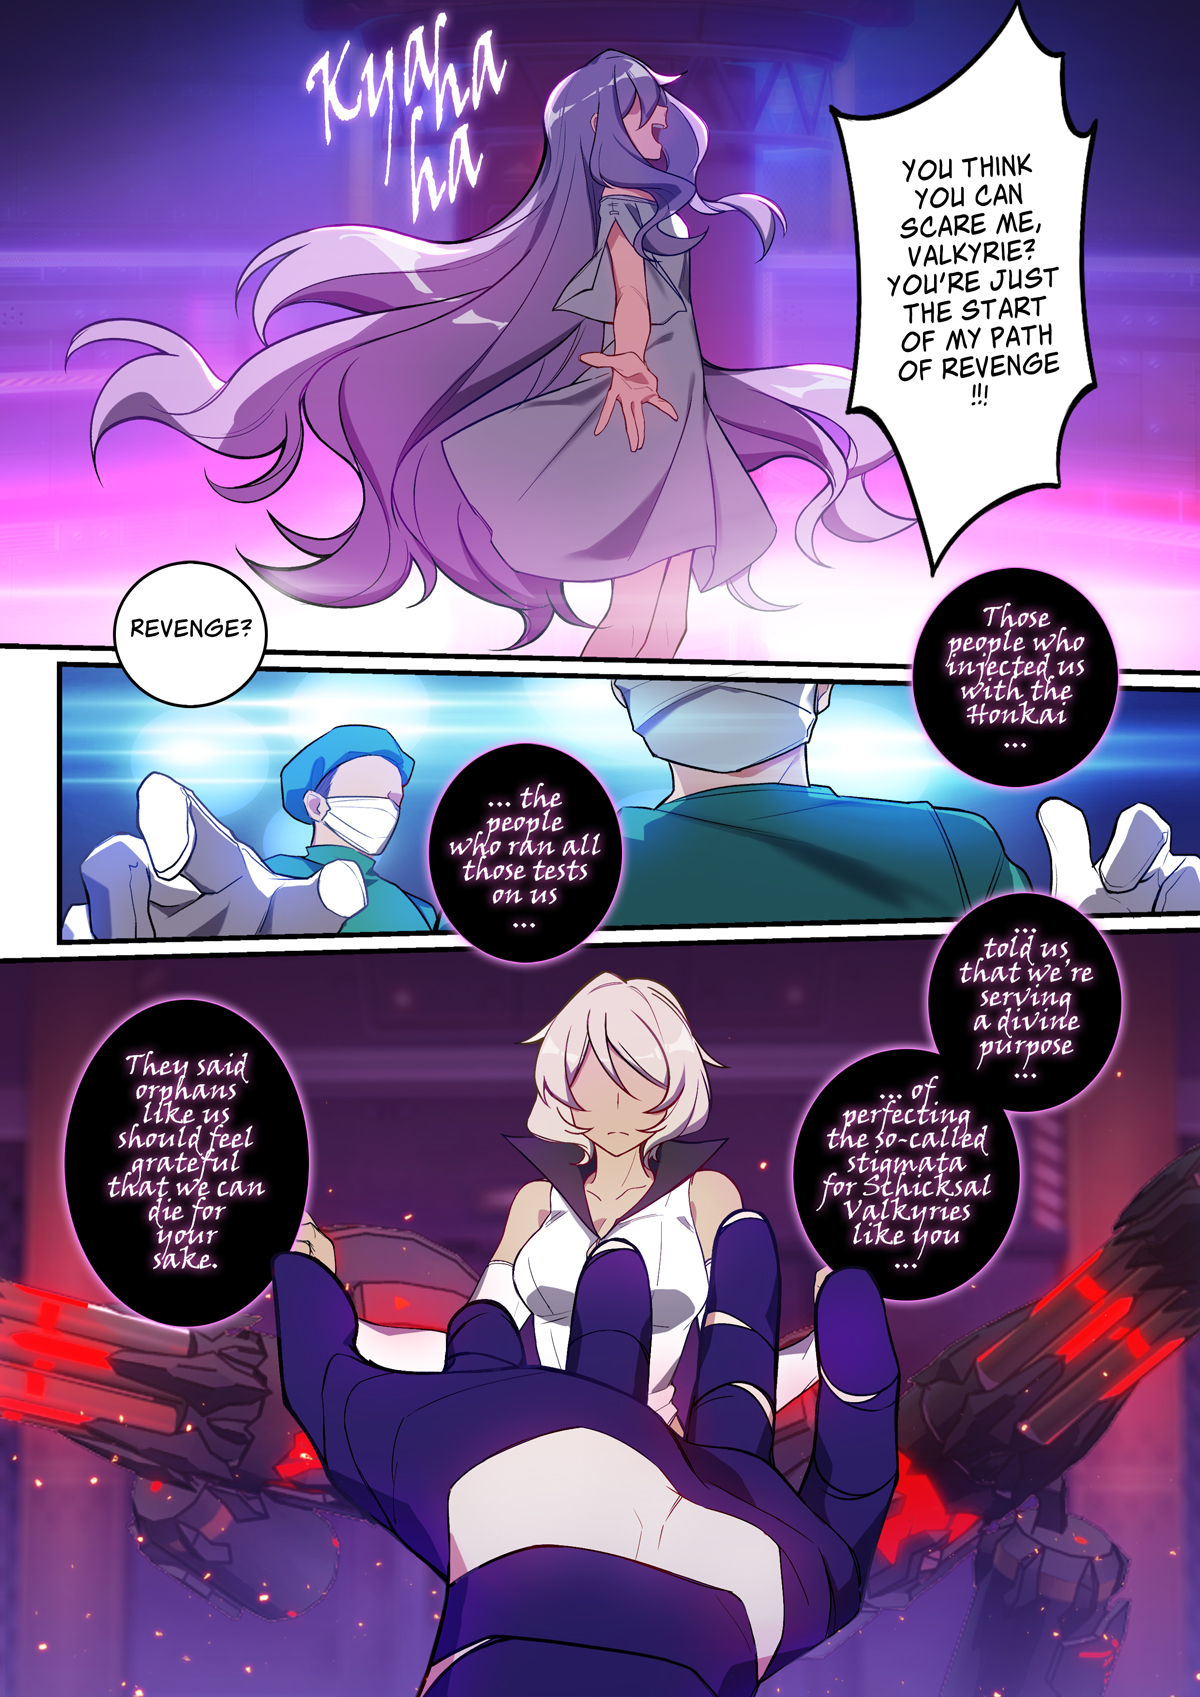 Kyaha
ha
ha
YOU THINK
YOU CAN
SCARE ME,
VALKYRIE?
YOU'RE JUST
THE START
OF MY PATH
OF REVENGE
!!!
REVENGE?
Those
people who
injected us
with the
Honkai
...
... the
people
who ran all
those tests
on us
...
...
told us
that we're
serving
a divine
purpose
...
... of
perfecting
the so-called
stigmata
for Schicksal
Valkyries
like you
...
They said
orphans
like us
should feel
grateful
that we can
die for
your
sake.